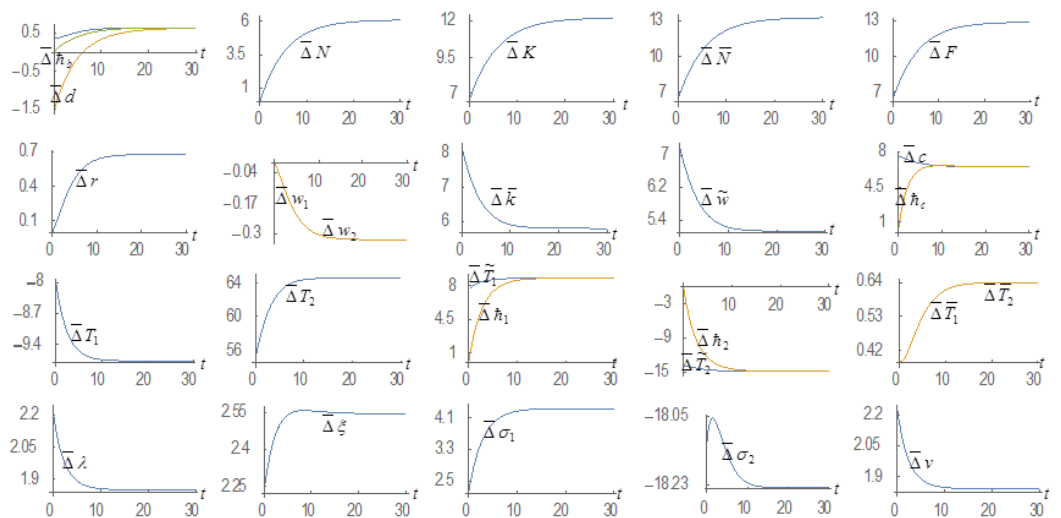 0.5
−0.5
−1.5
Δ̄ ħ_b
Δ̄ d
10 20 30
t
6
3.5
1
Δ̄ N
0 10 20 30
t
12
9.5
7
Δ̄ K
0 10 20 30
t
13
10
7
Δ̄ N̄
0 10 20 30
t
13
10
7
Δ̄ F
0 10 20 30
t
0.7
0.4
0.1
Δ̄ r
0 10 20 30
t
−0.04
−0.17
−0.3
Δ̄ w₁
Δ̄ w₂
10 20 30
t
8
7
6
Δ̄ k̄
0 10 20 30
t
7
6.2
5.4
Δ̄ w̃
0 10 20 30
t
8
4.5
1
Δ̄ c
Δ̄ ħ_c
0 10 20 30
t
−8
−8.7
−9.4
Δ̄ T₁
0 10 20 30
t
64
60
56
Δ̄ T₂
0 10 20 30
t
8
4.5
1
Δ̄ T̃₁
Δ̄ ħ₁
0 10 20 30
t
−3
−9
−15
Δ̄ ħ₂
Δ̄ T̃₂
10 20 30
t
0.64
0.53
0.42
Δ̄ T̄₁
Δ̄ T̄₂
0 10 20 30
t
2.2
2.05
1.9
Δ̄ λ
0 10 20 30
t
2.55
2.4
2.25
Δ̄ ξ
0 10 20 30
t
4.1
3.3
2.5
Δ̄ σ₁
0 10 20 30
t
−18.05
−18.23
Δ̄ σ₂
0 10 20 30
t
2.2
2.05
1.9
Δ̄ v
0 10 20 30
t